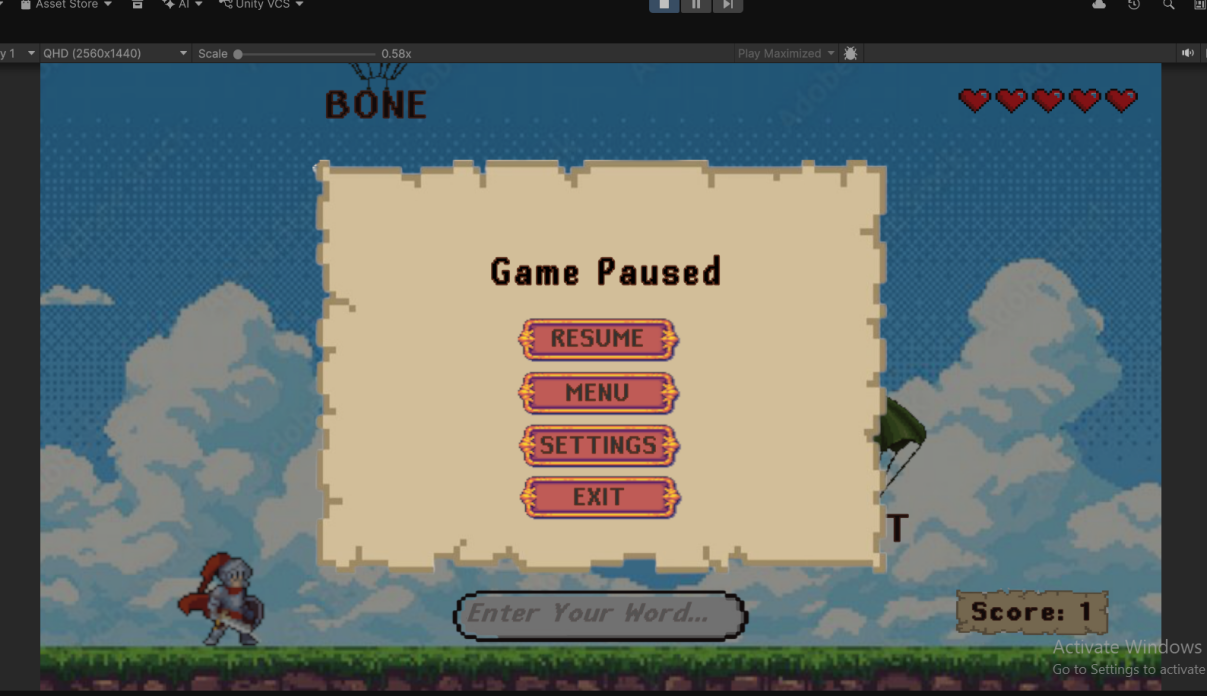 Asset Store AI Unity VCS
y 1 QHD (2560x1440) Scale 0.58x Play Maximized
BONE
Game Paused
RESUME
MENU
SETTINGS
EXIT
T
Enter Your Word...
Score: 1
Activate Windows
Go to Settings to activate